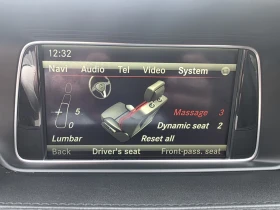 12:32
Navi Audio Tel Video System
5
Massage 3
0
Dynamic seat 2
Lumbar
Reset all
Back Driver's seat Front-pass. seat